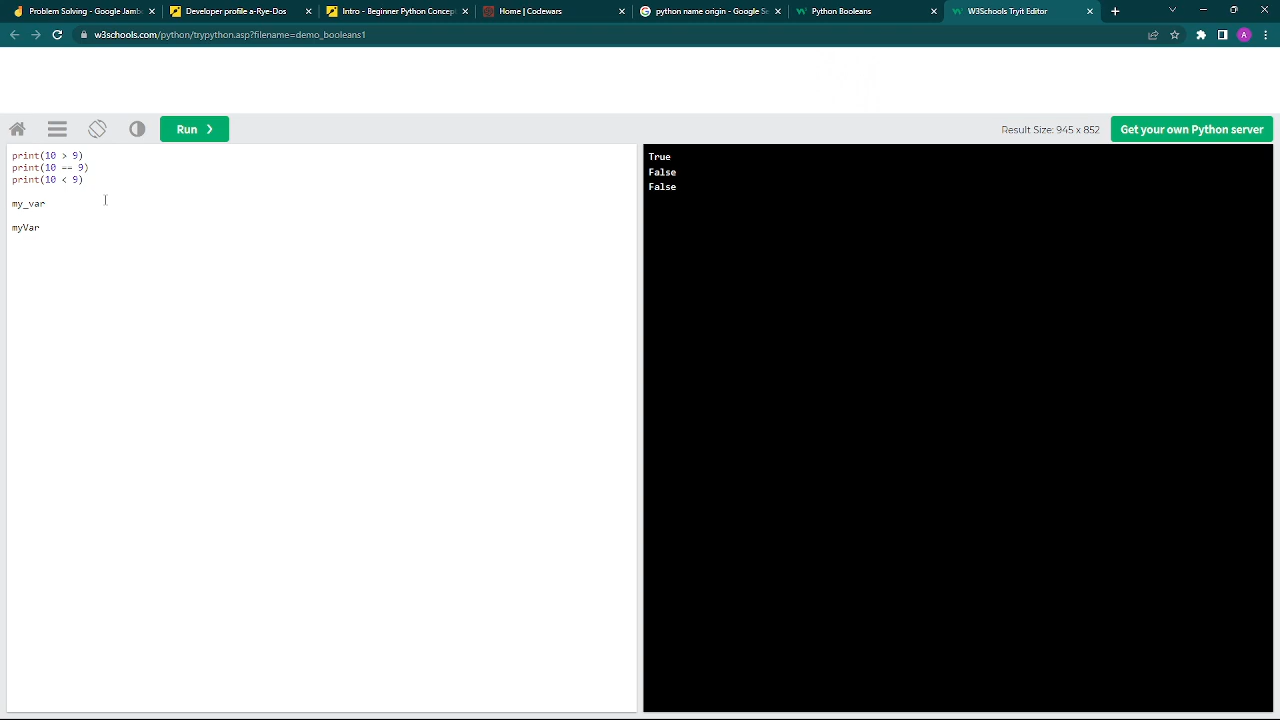 Problem Solving - Google Jamb
Developer profile a-Rye-Dos
Intro - Beginner Python Concep
Home | Codewars
python name origin - Google Se
Python Booleans
W3Schools Tryit Editor
w3schools.com/python/trypython.asp?filename=demo_booleans1
A
Run ❯
Result Size: 945 x 852
Get your own Python server
print(10 > 9)
print(10 == 9)
print(10 < 9)
my_var
myVar
True
False
False